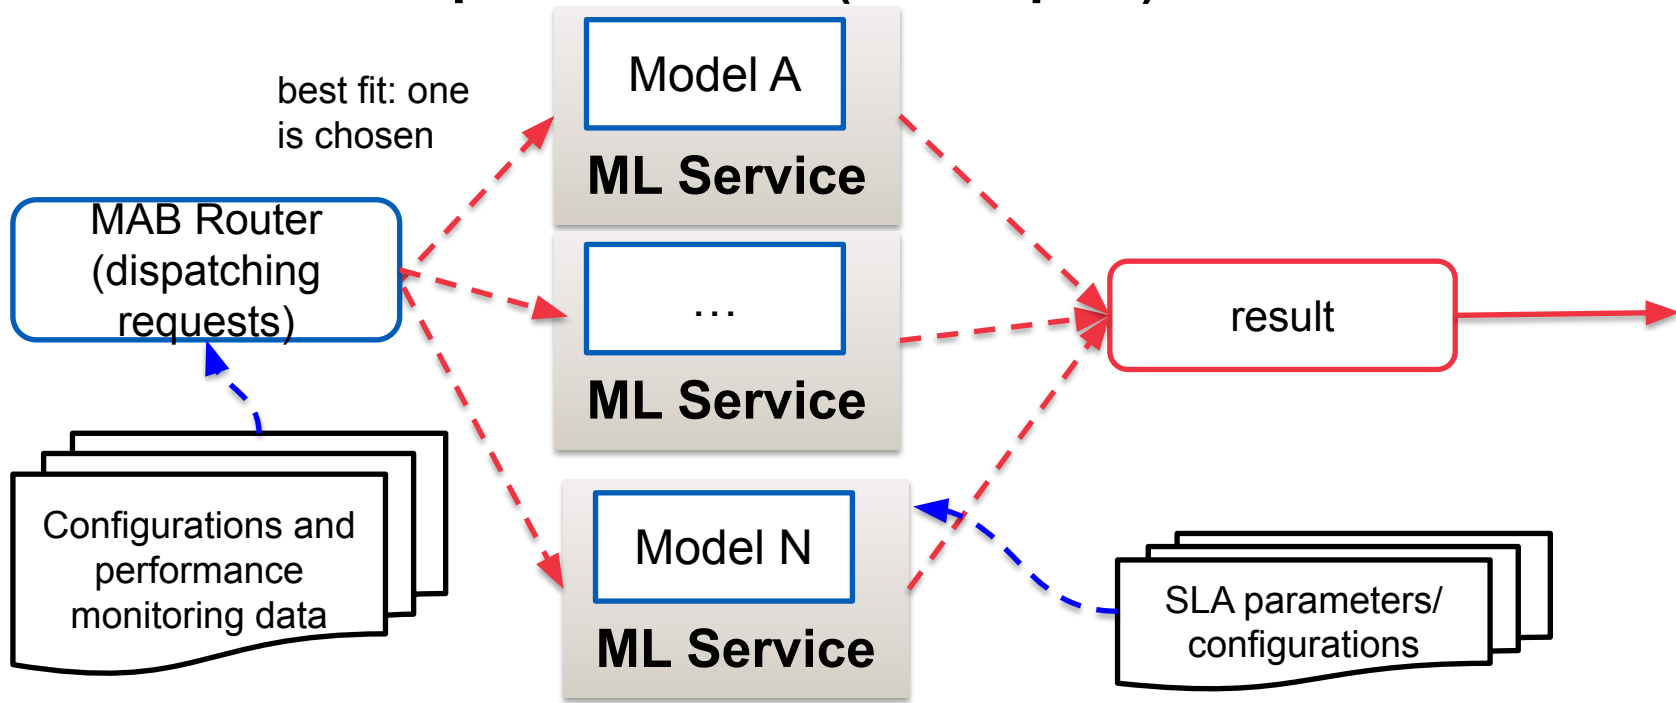 best fit: one
is chosen
Model A
ML Service
MAB Router
(dispatching
requests)
...
ML Service
result
Configurations and
performance
monitoring data
Model N
ML Service
SLA parameters/
configurations